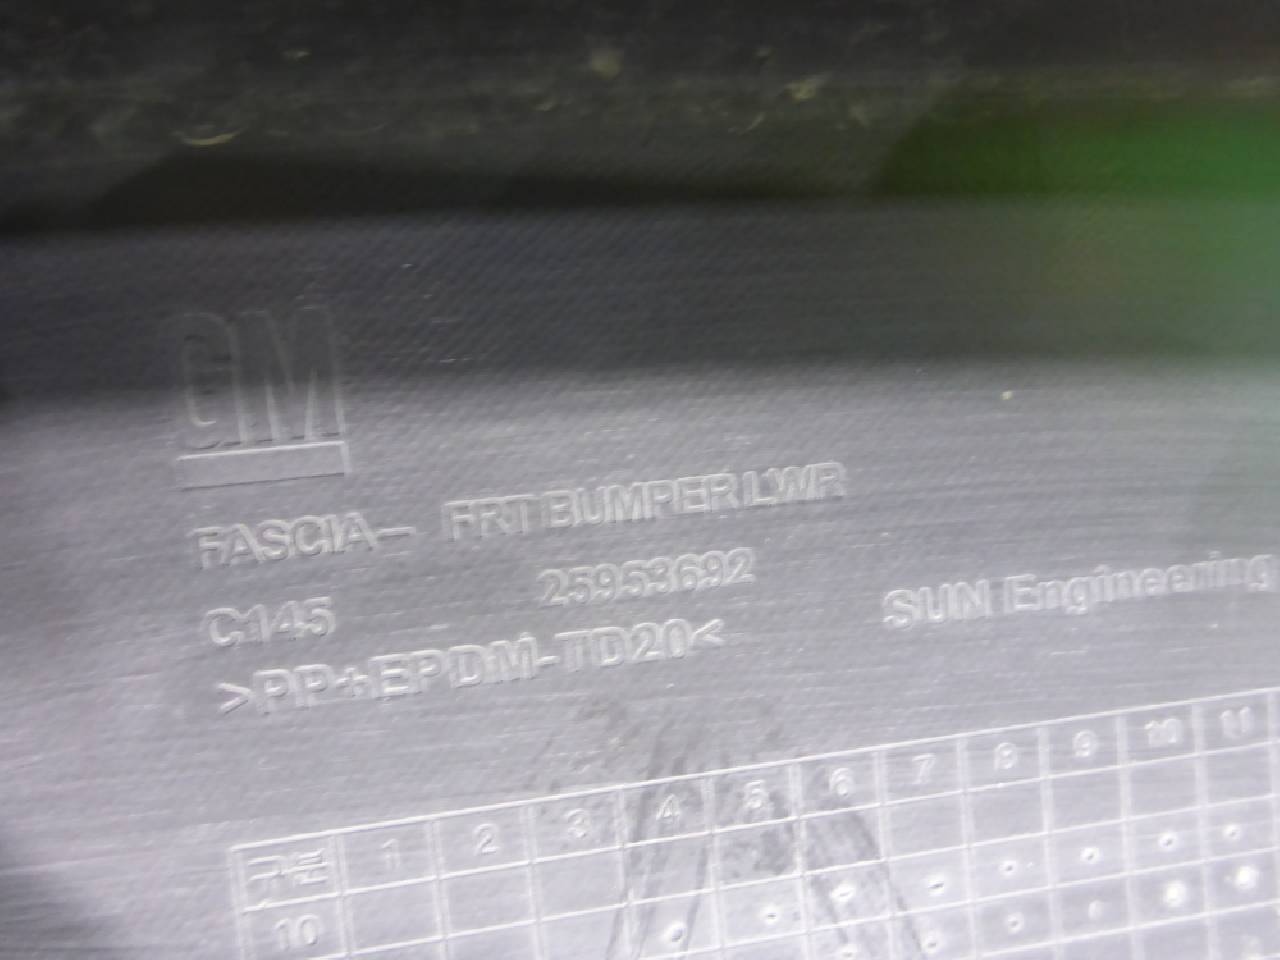 GM
FASCIA- FRT BUMPER LWR
C145 25953692 SUN Engineering
>PP+EPDM-TD20<
구분 1 2 3 4 5 6 7 8 9 10 11
10